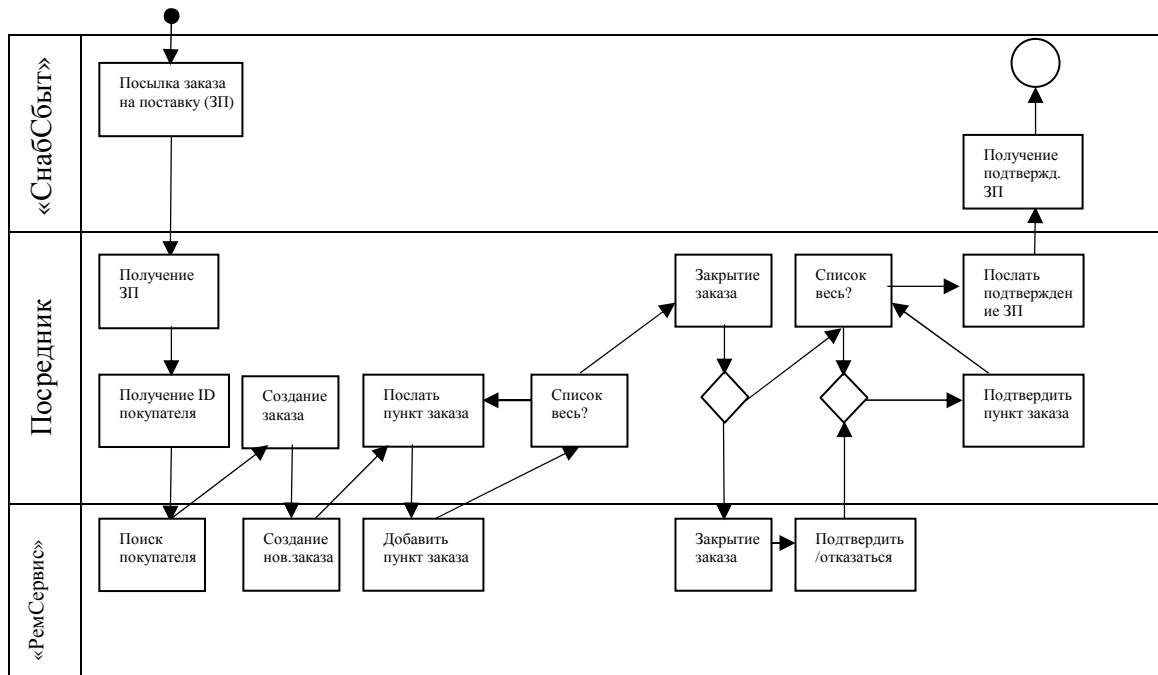 «СнабСбыт»
Посылка заказа
на поставку (ЗП)
Получение
подтвержд.
ЗП
Посредник
Получение
ЗП
Закрытие
заказа
Список
весь?
Послать
подтвержден
ие ЗП
Получение ID
покупателя
Создание
заказа
Послать
пункт заказа
Список
весь?
Подтвердить
пункт заказа
«РемСервис»
Поиск
покупателя
Создание
нов.заказа
Добавить
пункт заказа
Закрытие
заказа
Подтвердить
/отказаться